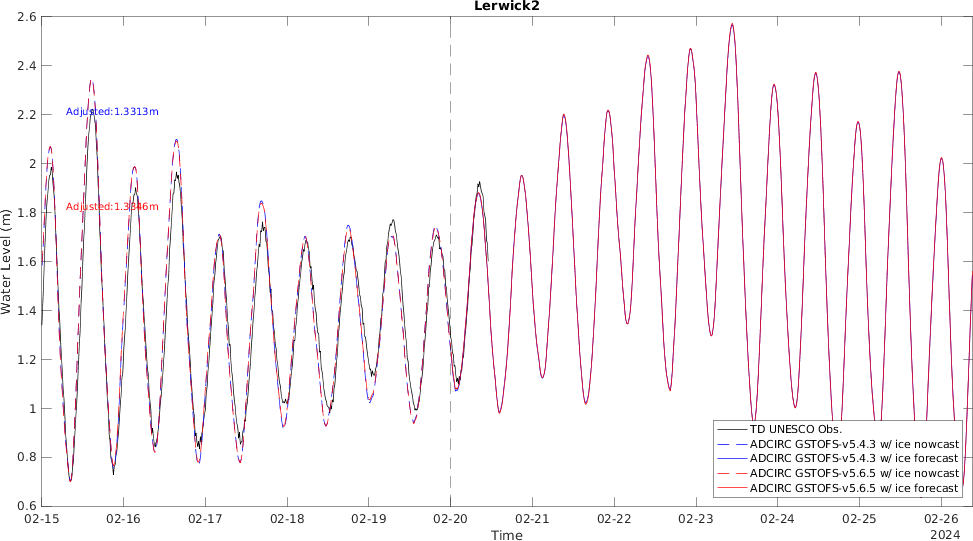 Lerwick2
2.6
2.4
2.2
2
1.8
1.6
1.4
1.2
1
0.8
0.6
Water Level (m)
Adjusted:1.3313m
Adjusted:1.3346m
TD UNESCO Obs.
ADCIRC GSTOFS-v5.4.3 w/ ice nowcast
ADCIRC GSTOFS-v5.4.3 w/ ice forecast
ADCIRC GSTOFS-v5.6.5 w/ ice nowcast
ADCIRC GSTOFS-v5.6.5 w/ ice forecast
02-15 02-16 02-17 02-18 02-19 02-20 02-21 02-22 02-23 02-24 02-25 02-26
Time
2024